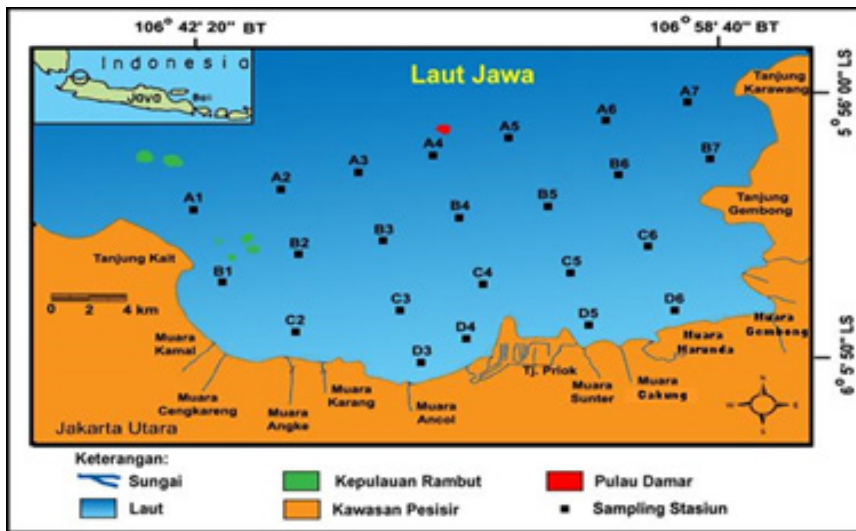 106° 42' 20" BT
106° 58' 40" BT
Indonesia
Java
Bali
Laut Jawa
Tanjung
Karawang
5° 56' 00" LS
A7
A6
A5
A4
A3
A2
A1
B7
B6
B5
B4
B3
B2
B1
Tanjung
Gembong
Tanjung Kait
C6
C5
C4
C3
C2
D6
D5
D4
D3
0 2 4 km
Muara
Kamal
Muara
Cengkareng
Muara
Angke
Muara
Karang
Muara
Ancol
Tj. Priok
Muara
Sunter
Muara
Cakung
Muara
Marunda
Muara
Gembong
6° 5' 50" LS
Jakarta Utara
Keterangan:
Sungai
Laut
Kepulauan Rambut
Kawasan Pesisir
Pulau Damar
Sampling Stasiun